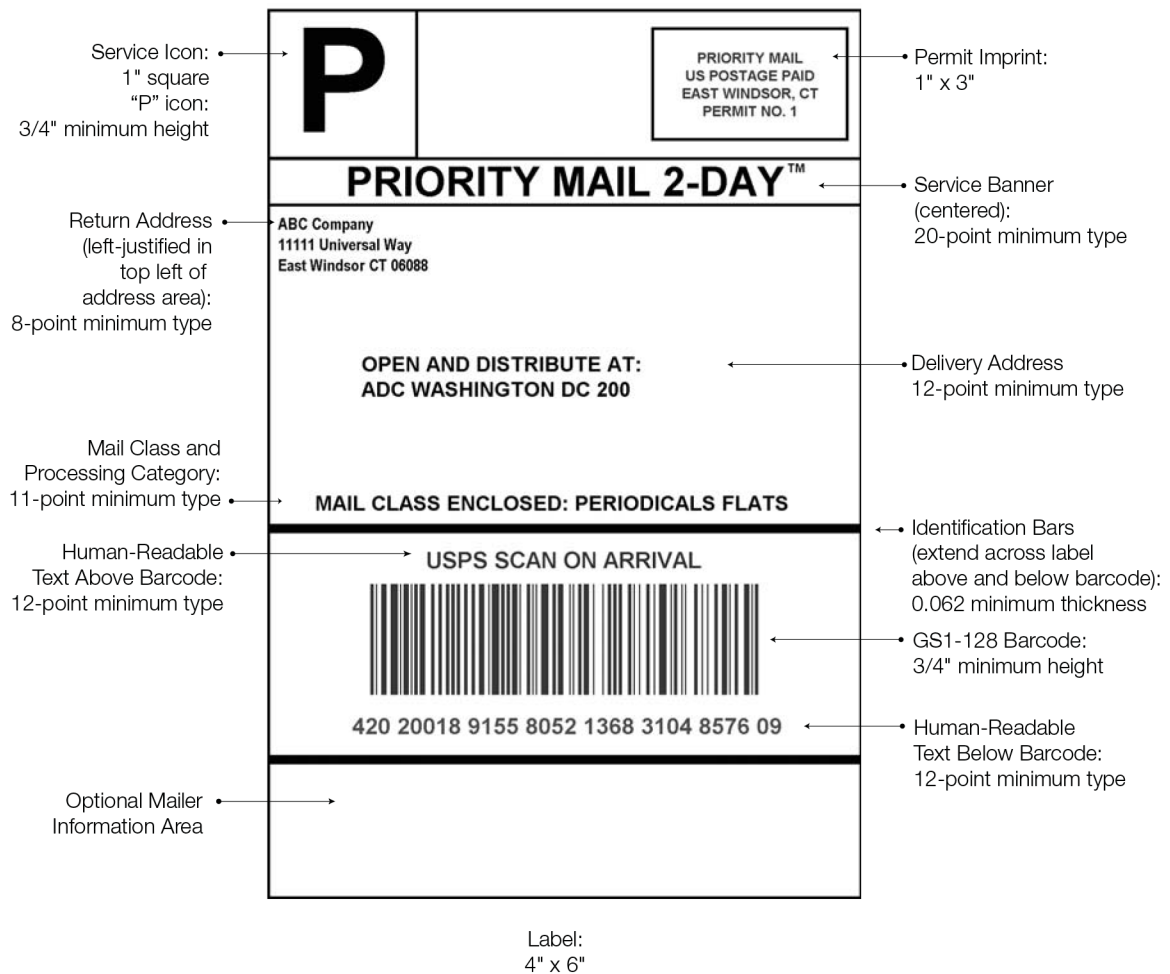 Service Icon:
1" square
“P” icon:
3/4" minimum height
P
PRIORITY MAIL
US POSTAGE PAID
EAST WINDSOR, CT
PERMIT NO. 1
Permit Imprint:
1" x 3"
PRIORITY MAIL 2-DAY™
Service Banner
(centered):
20-point minimum type
Return Address
(left-justified in
top left of
address area):
8-point minimum type
ABC Company
11111 Universal Way
East Windsor CT 06088
OPEN AND DISTRIBUTE AT:
ADC WASHINGTON DC 200
Delivery Address
12-point minimum type
Mail Class and
Processing Category:
11-point minimum type
MAIL CLASS ENCLOSED: PERIODICALS FLATS
Identification Bars
(extend across label
above and below barcode):
0.062 minimum thickness
Human-Readable
Text Above Barcode:
12-point minimum type
USPS SCAN ON ARRIVAL
GS1-128 Barcode:
3/4" minimum height
420 20018 9155 8052 1368 3104 8576 09
Human-Readable
Text Below Barcode:
12-point minimum type
Optional Mailer
Information Area
Label:
4" x 6"